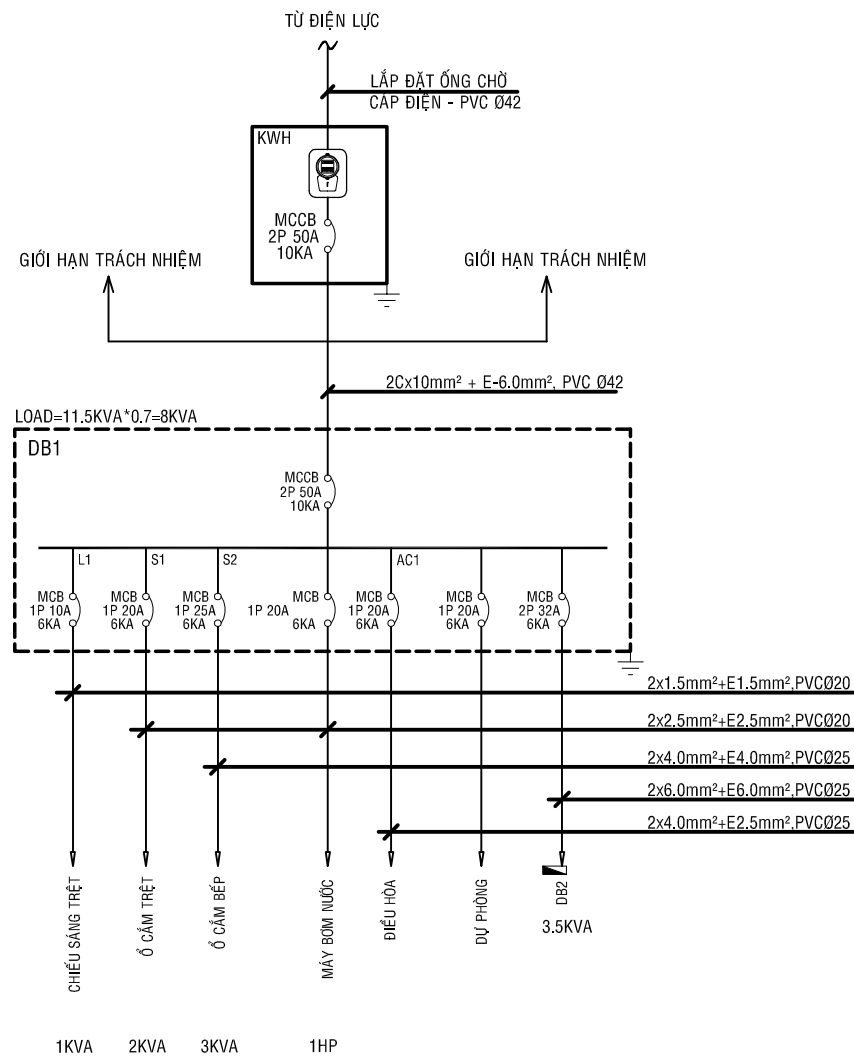 TỪ ĐIỆN LỰC
LẮP ĐẶT ỐNG CHỜ
CÁP ĐIỆN - PVC Ø42
KWH
MCCB
2P 50A
10KA
GIỚI HẠN TRÁCH NHIỆM
GIỚI HẠN TRÁCH NHIỆM
2Cx10mm² + E-6.0mm², PVC Ø42
LOAD=11.5KVA*0.7=8KVA
DB1
MCCB
2P 50A
10KA
L1
S1
S2
AC1
MCB
1P 10A
6KA
MCB
1P 20A
6KA
MCB
1P 25A
6KA
MCB
1P 20A
6KA
MCB
1P 20A
6KA
MCB
1P 20A
6KA
MCB
2P 32A
6KA
2x1.5mm²+E1.5mm²,PVCØ20
2x2.5mm²+E2.5mm²,PVCØ20
2x4.0mm²+E4.0mm²,PVCØ25
2x6.0mm²+E6.0mm²,PVCØ25
2x4.0mm²+E2.5mm²,PVCØ25
CHIẾU SÁNG TRỆT
Ổ CẮM TRỆT
Ổ CẮM BẾP
MÁY BƠM NƯỚC
ĐIỀU HÒA
DỰ PHÒNG
DB2
3.5KVA
1KVA
2KVA
3KVA
1HP